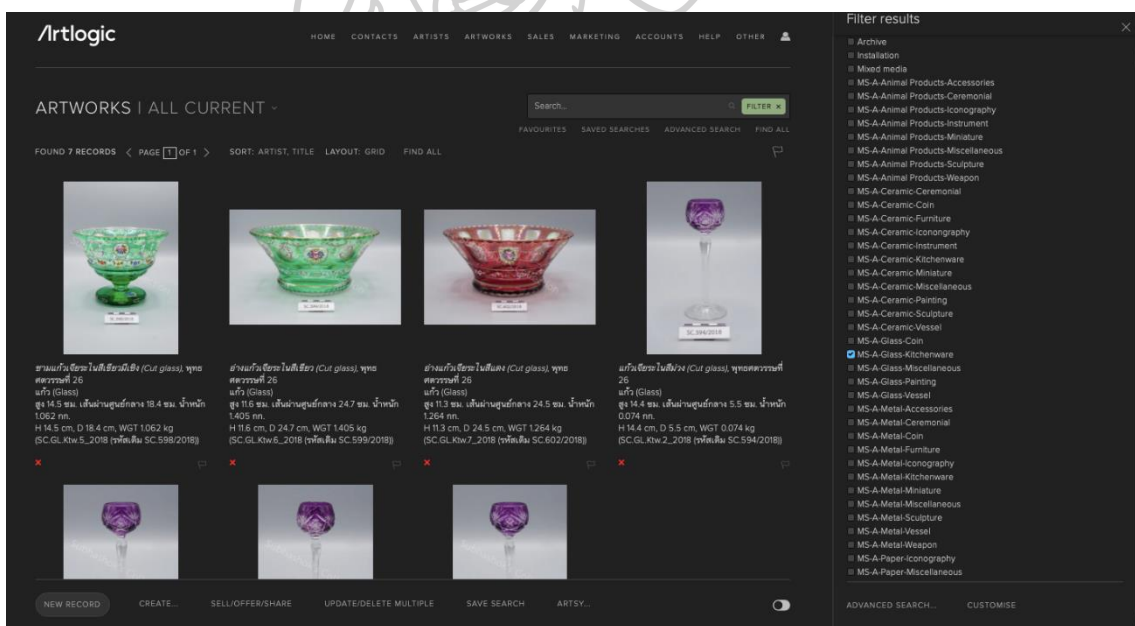 Artlogic
HOME CONTACTS ARTISTS ARTWORKS SALES MARKETING ACCOUNTS HELP OTHER
ARTWORKS | ALL CURRENT
Search...
FILTER ×
FAVOURITES SAVED SEARCHES ADVANCED SEARCH FIND ALL
FOUND 7 RECORDS < PAGE 1 OF 1 > SORT: ARTIST, TITLE LAYOUT: GRID FIND ALL
SC.594/2018
ชามแก้วเจียระไนสีเขียวมีเชิง (Cut glass), พุทธ
ศตวรรษที่ 26
แก้ว (Glass)
สูง 14.5 ซม. เส้นผ่านศูนย์กลาง 18.4 ซม. น้ำหนัก
1.062 กก.
H 14.5 cm, D 18.4 cm, WGT 1.062 kg
(SC.GL.Ktw.5_2018 (รหัสเดิม SC.598/2018))
อ่างแก้วเจียระไนสีเขียว (Cut glass), พุทธ
ศตวรรษที่ 26
แก้ว (Glass)
สูง 11.6 ซม. เส้นผ่านศูนย์กลาง 24.7 ซม. น้ำหนัก
1.405 กก.
H 11.6 cm, D 24.7 cm, WGT 1.405 kg
(SC.GL.Ktw.6_2018 (รหัสเดิม SC.599/2018))
อ่างแก้วเจียระไนสีแดง (Cut glass), พุทธ
ศตวรรษที่ 26
แก้ว (Glass)
สูง 11.3 ซม. เส้นผ่านศูนย์กลาง 24.5 ซม. น้ำหนัก
1.264 กก.
H 11.3 cm, D 24.5 cm, WGT 1.264 kg
(SC.GL.Ktw.7_2018 (รหัสเดิม SC.602/2018))
แก้วเจียระไนสีม่วง (Cut glass), พุทธศตวรรษที่
26
แก้ว (Glass)
สูง 14.4 ซม. เส้นผ่านศูนย์กลาง 5.5 ซม. น้ำหนัก
0.074 กก.
H 14.4 cm, D 5.5 cm, WGT 0.074 kg
(SC.GL.Ktw.2_2018 (รหัสเดิม SC.594/2018))
NEW RECORD CREATE... SELL/OFFER/SHARE UPDATE/DELETE MULTIPLE SAVE SEARCH ARTSY...
Filter results
Archive
Installation
Mixed media
MS-A-Animal Products-Accessories
MS-A-Animal Products-Ceremonial
MS-A-Animal Products-Iconography
MS-A-Animal Products-Instrument
MS-A-Animal Products-Miniature
MS-A-Animal Products-Miscellaneous
MS-A-Animal Products-Sculpture
MS-A-Animal Products-Weapon
MS-A-Ceramic-Ceremonial
MS-A-Ceramic-Coin
MS-A-Ceramic-Furniture
MS-A-Ceramic-Iconongraphy
MS-A-Ceramic-Instrument
MS-A-Ceramic-Kitchenware
MS-A-Ceramic-Miniature
MS-A-Ceramic-Miscellaneous
MS-A-Ceramic-Painting
MS-A-Ceramic-Sculpture
MS-A-Ceramic-Vessel
MS-A-Glass-Coin
MS-A-Glass-Kitchenware
MS-A-Glass-Miscellaneous
MS-A-Glass-Painting
MS-A-Glass-Vessel
MS-A-Metal-Accessories
MS-A-Metal-Ceremonial
MS-A-Metal-Coin
MS-A-Metal-Furniture
MS-A-Metal-Iconography
MS-A-Metal-Kitchenware
MS-A-Metal-Miniature
MS-A-Metal-Miscellaneous
MS-A-Metal-Sculpture
MS-A-Metal-Vessel
MS-A-Metal-Weapon
MS-A-Paper-Iconography
MS-A-Paper-Miscellaneous
ADVANCED SEARCH... CUSTOMISE